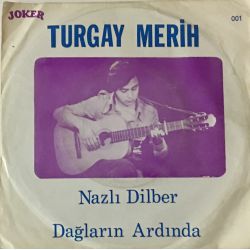 JOKER
001
TURGAY MERİH
Nazlı Dilber
Dağların Ardında